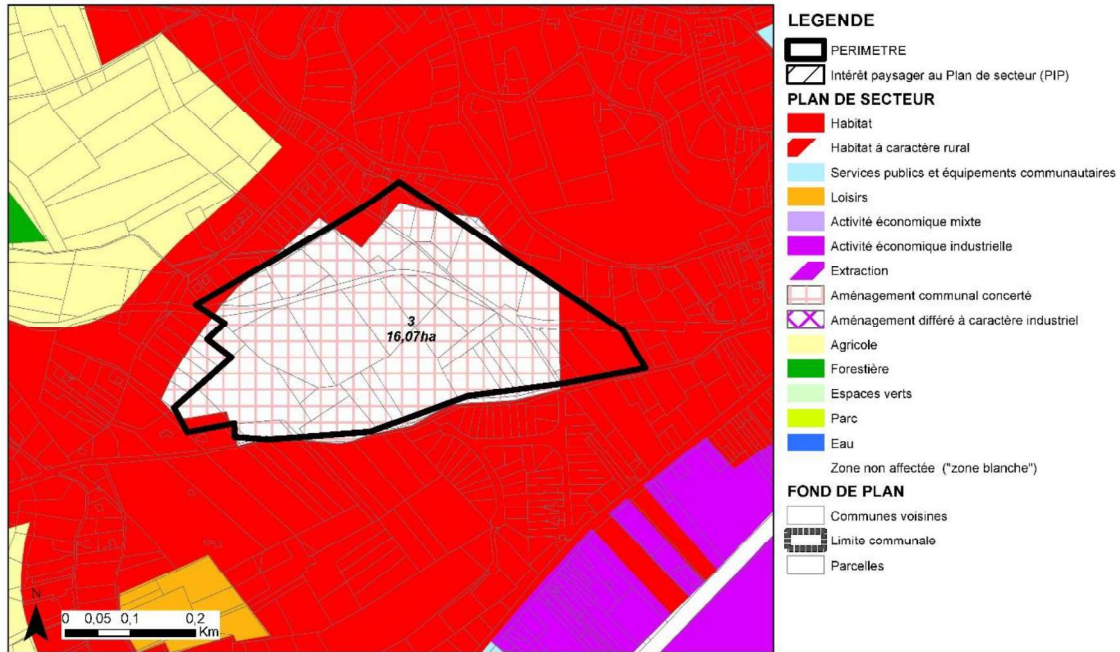 LEGENDE
PERIMETRE
Intérêt paysager au Plan de secteur (PIP)
PLAN DE SECTEUR
Habitat
Habitat à caractère rural
Services publics et équipements communautaires
Loisirs
Activité économique mixte
Activité économique industrielle
Extraction
Aménagement communal concerté
Aménagement différé à caractère industriel
Agricole
Forestière
Espaces verts
Parc
Eau
Zone non affectée ("zone blanche")
FOND DE PLAN
Communes voisines
Limite communale
Parcelles
3
16,07ha
N
0 0,05 0,1 0,2
Km